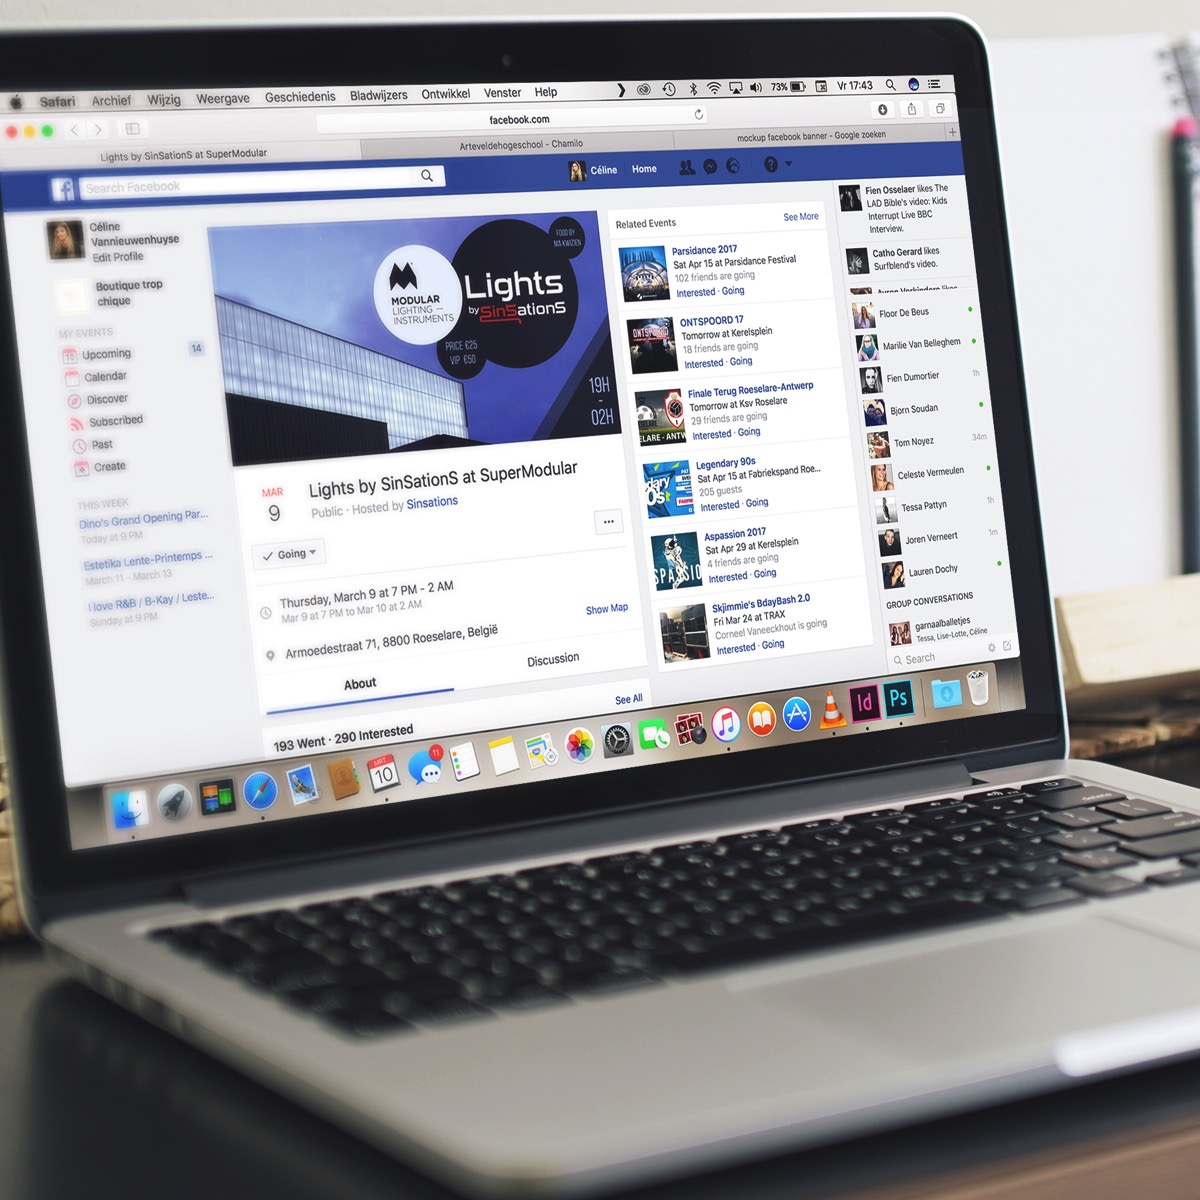 Safari Archief Wijzig Weergave Geschiedenis Bladwijzers Ontwikkel Venster Help 73% Vr 17:43
facebook.com
Lights by SinSationS at SuperModular
Arteveldehogeschool - Chamilo
mockup facebook banner - Google zoeken
Search Facebook
Céline Home
Céline
Vannieuwenhuyse
Edit Profile
Boutique trop
chique
MY EVENTS
Upcoming 14
Calendar
Discover
Subscribed
Past
Create
THIS WEEK
Dino's Grand Opening Par...
Today at 9 PM
Estetika Lente-Printemps ...
March 11 - March 13
I love R&B / B-Kay / Leste...
Sunday at 9 PM
FOOD BY
MA KWIZIEN
MODULAR
LIGHTING
INSTRUMENTS
Lights
by SinSationS
PRICE €25
VIP €50
19H
-
02H
MAR
9
Lights by SinSationS at SuperModular
Public · Hosted by Sinsations
Going
Thursday, March 9 at 7 PM - 2 AM
Mar 9 at 7 PM to Mar 10 at 2 AM
Armoedestraat 71, 8800 Roeselare, België
Show Map
About
Discussion
193 Went · 290 Interested
See All
Related Events
See More
Parsidance 2017
Sat Apr 15 at Parsidance Festival
102 friends are going
Interested · Going
ONTSPOORD
ONTSPOORD 17
Tomorrow at Kerelsplein
18 friends are going
Interested · Going
ELARE - ANTW
Finale Terug Roeselare-Antwerp
Tomorrow at Ksv Roselare
29 friends are going
Interested · Going
Legendary 90s
Sat Apr 15 at Fabriekspand Roe...
205 guests
Interested · Going
SPASSIO
Aspassion 2017
Sat Apr 29 at Kerelsplein
4 friends are going
Interested · Going
Skjimmie's BdayBash 2.0
Fri Mar 24 at TRAX
Corneel Vaneeckhout is going
Interested · Going
Fien Osselaer likes The
LAD Bible's video: Kids
Interrupt Live BBC
Interview.
Catho Gerard likes
Surfblend's video.
Floor De Beus
Marilie Van Belleghem
Fien Dumortier 1h
Bjorn Soudan
Tom Noyez 34m
Celeste Vermeulen
Tessa Pattyn 1h
Joren Verneert 1m
Lauren Dochy
GROUP CONVERSATIONS
garnaalballetjes
Tessa, Lise-Lotte, Céline
Search
MRT.
10
11
Id
Ps